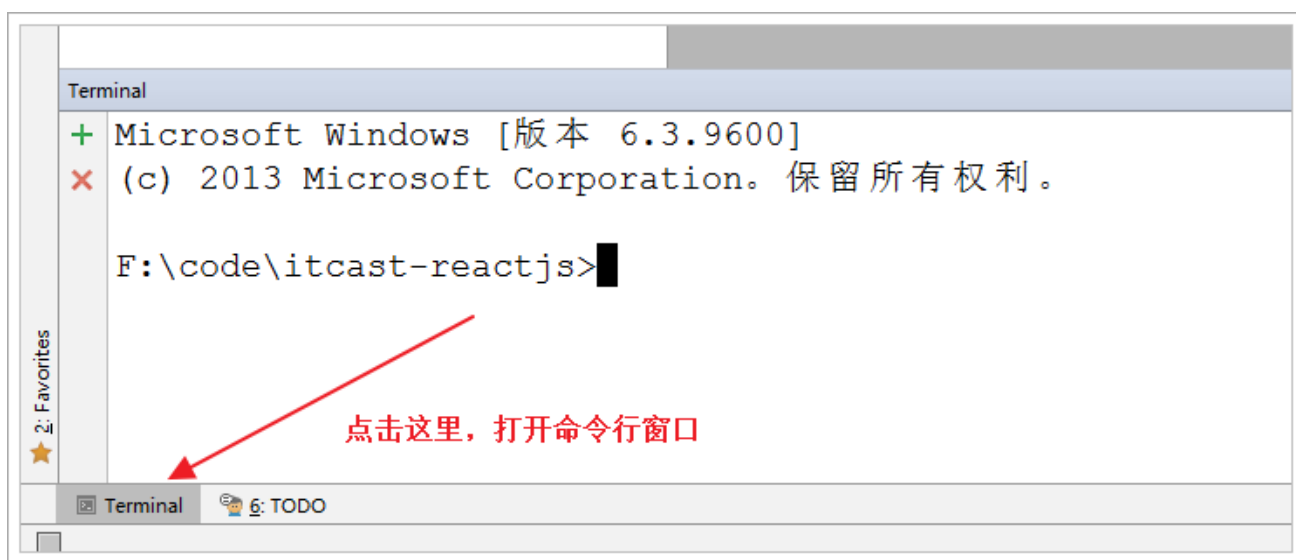 Terminal
Microsoft Windows [版本 6.3.9600]
(c) 2013 Microsoft Corporation。保留所有权利。
F:\code\itcast-reactjs>
2: Favorites
点击这里，打开命令行窗口
Terminal
6: TODO